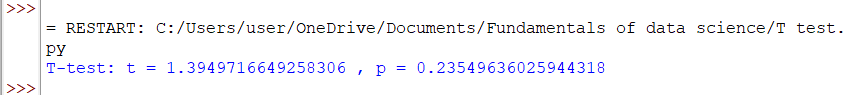 >>>
= RESTART: C:/Users/user/OneDrive/Documents/Fundamentals of data science/T test.
py
T-test: t = 1.3949716649258306 , p = 0.23549636025944318
>>>